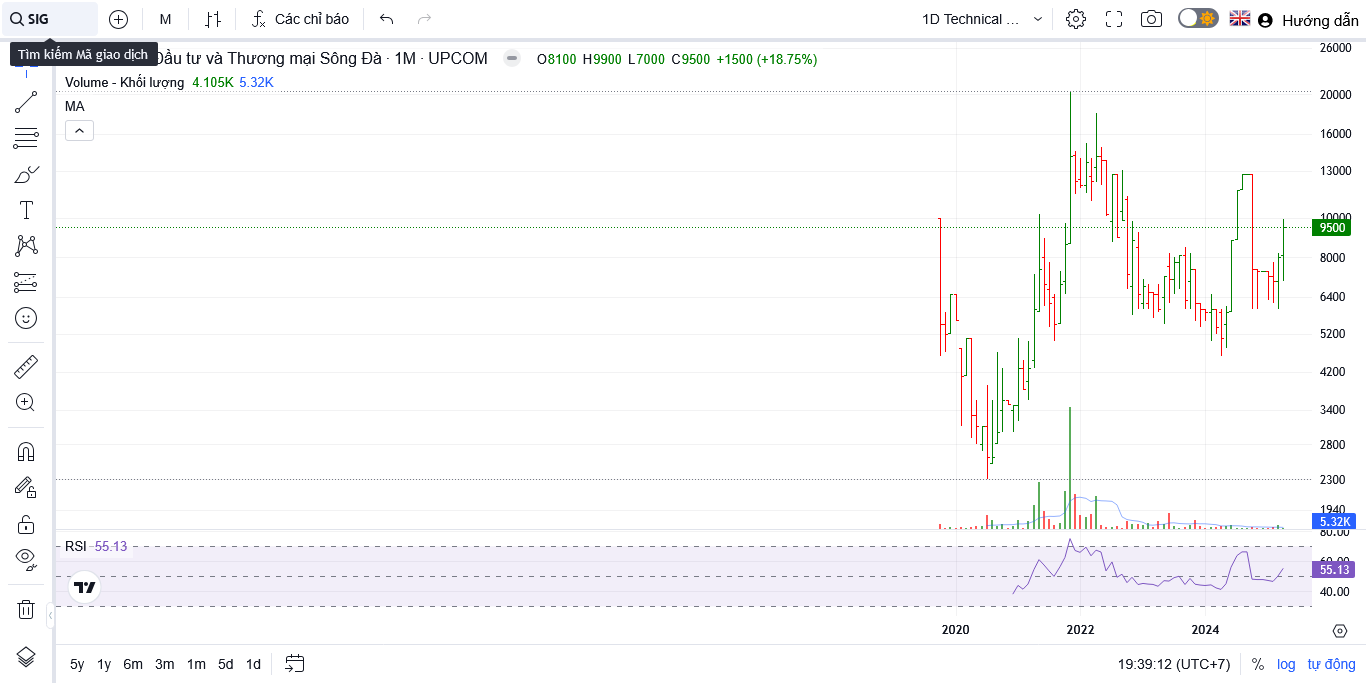 SIG
M
Các chỉ báo
1D Technical ...
Hướng dẫn
Tìm kiếm Mã giao dịch
Đầu tư và Thương mại Sông Đà · 1M · UPCOM
O8100 H9900 L7000 C9500 +1500 (+18.75%)
Volume - Khối lượng 4.105K 5.32K
MA
26000
20000
16000
13000
10000
9500
8000
6400
5200
4200
3400
2800
2300
1940
5.32K
80.00
RSI 55.13
60.00
55.13
40.00
2020 2022 2024
5y 1y 6m 3m 1m 5d 1d
19:39:12 (UTC+7) % log tự động